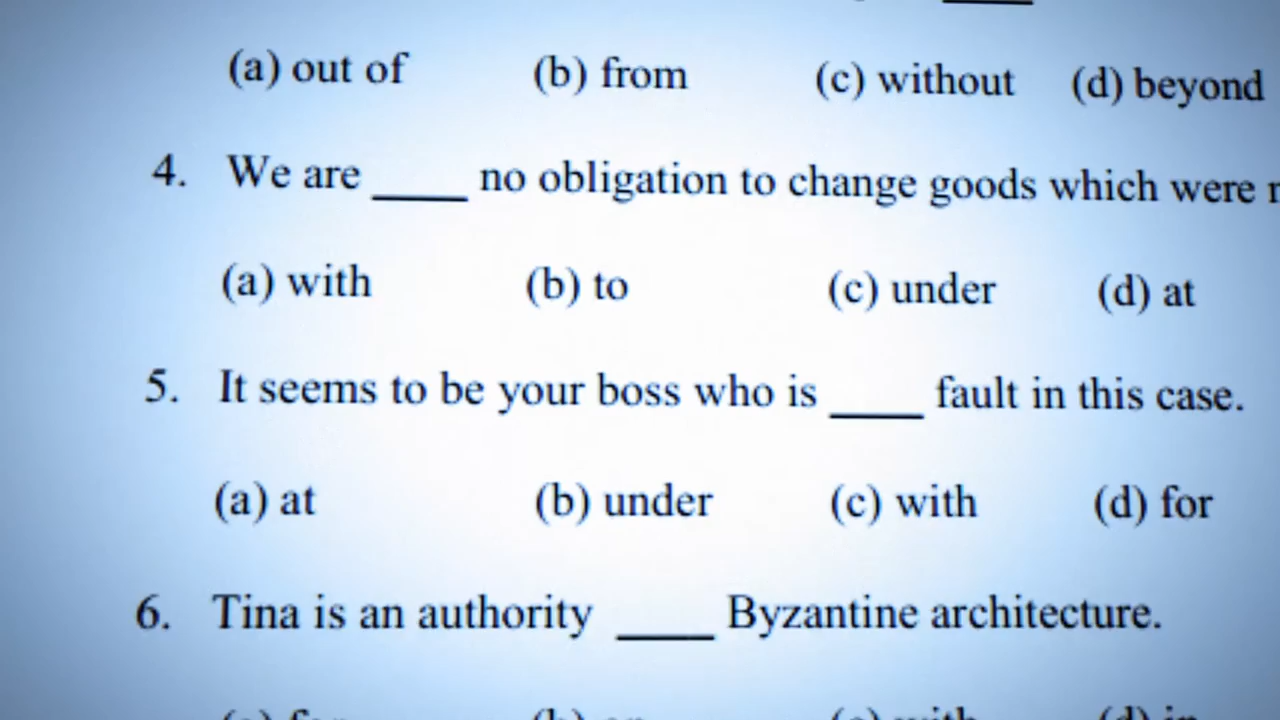 (a) out of (b) from (c) without (d) beyond
4. We are ____ no obligation to change goods which were
(a) with (b) to (c) under (d) at
5. It seems to be your boss who is ____ fault in this case.
(a) at (b) under (c) with (d) for
6. Tina is an authority ____ Byzantine architecture.